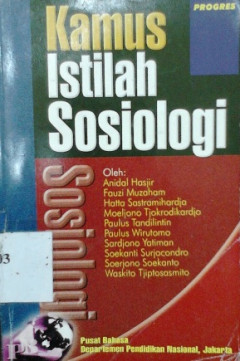 PROGRES
Kamus
Istilah
Sosiologi
Sosiologi
Oleh:
Anidal Hasjir
Fauzi Muzaham
Hatta Sastramihardja
Moeljono Tjokrodikardjo
Paulus Tandilintin
Paulus Wirutomo
Sardjono Yatiman
Soekanti Surjocondro
Soerjono Soekanto
Waskito Tjiptosasmito
03
Pusat Bahasa
Departemen Pendidikan Nasional, Jakarta